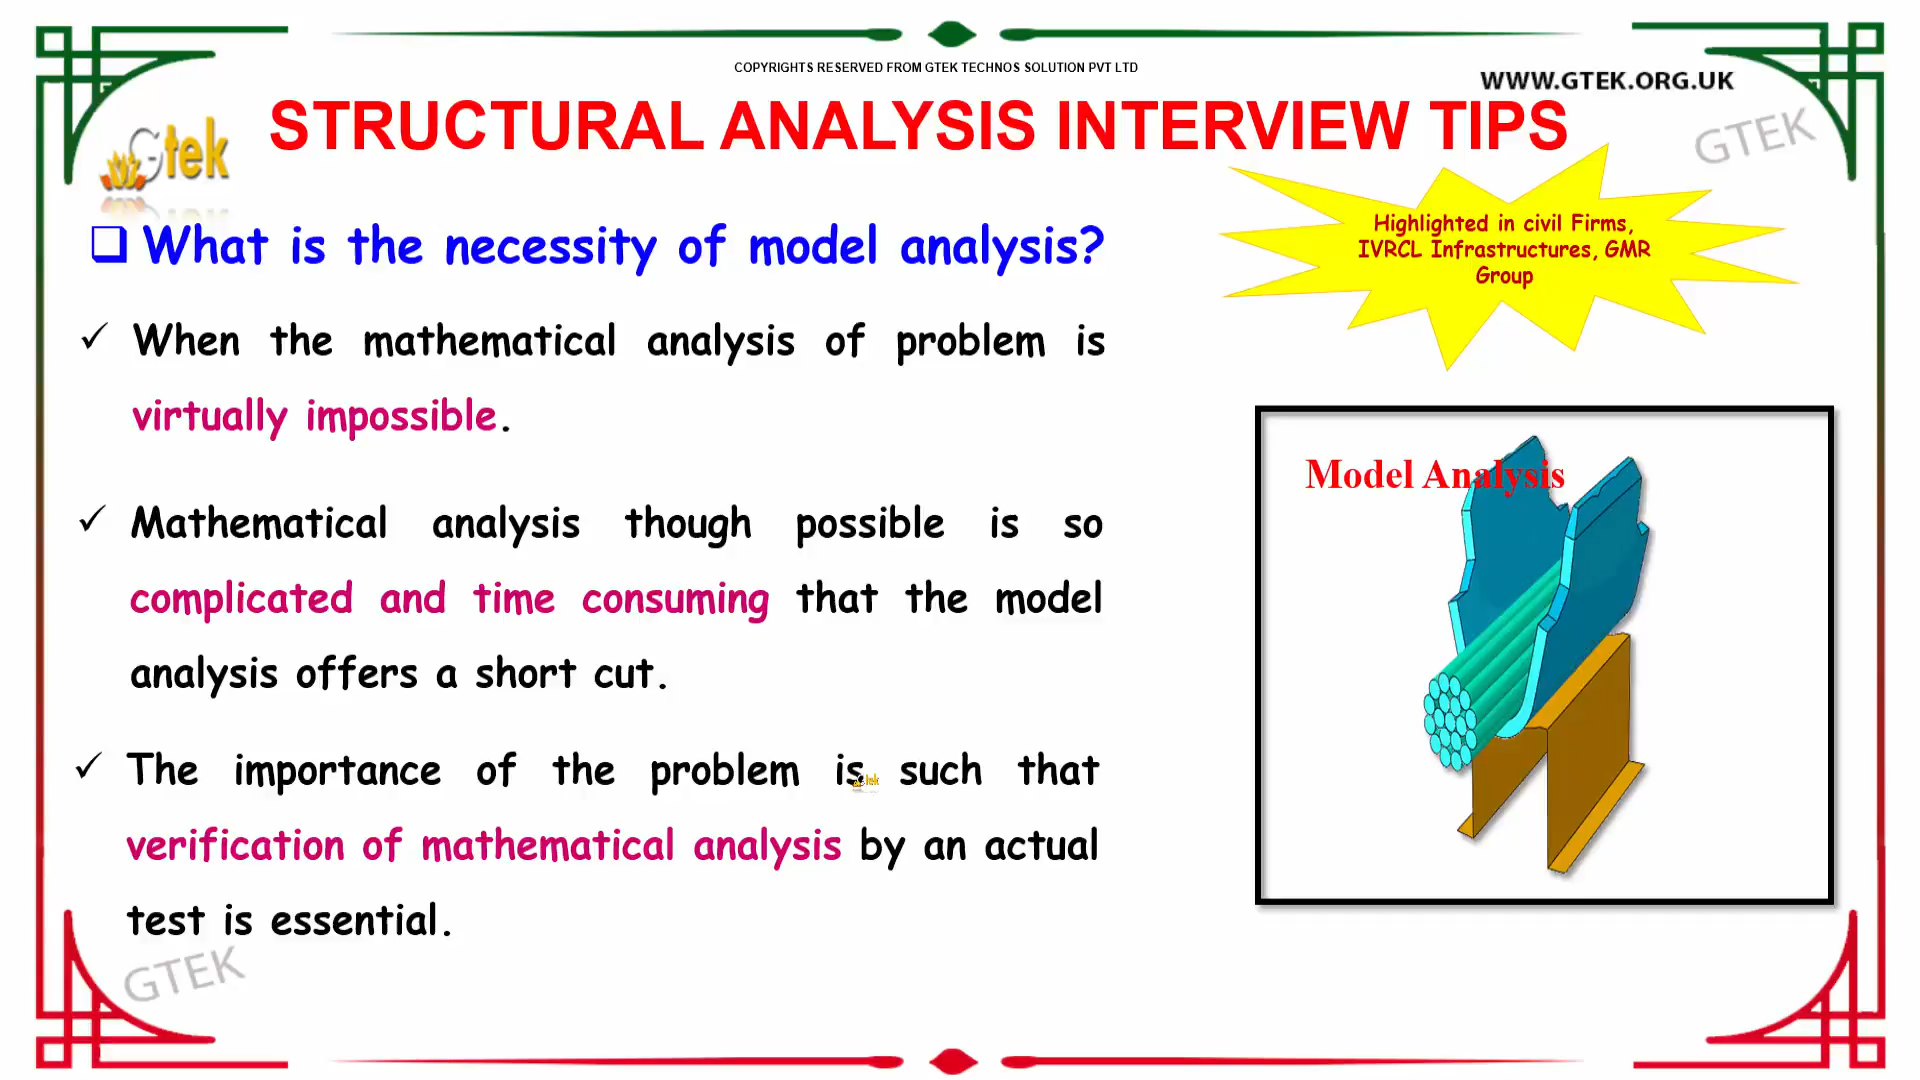 COPYRIGHTS RESERVED FROM GTEK TECHNOS SOLUTION PVT LTD
WWW.GTEK.ORG.UK
STRUCTURAL ANALYSIS INTERVIEW TIPS
Gtek
GTEK
What is the necessity of model analysis?
Highlighted in civil Firms,
IVRCL Infrastructures, GMR
Group
When the mathematical analysis of problem is
virtually impossible.
Mathematical analysis though possible is so
complicated and time consuming that the model
analysis offers a short cut.
The importance of the problem is such that
verification of mathematical analysis by an actual
test is essential.
Model Analysis
Gtek
GTEK